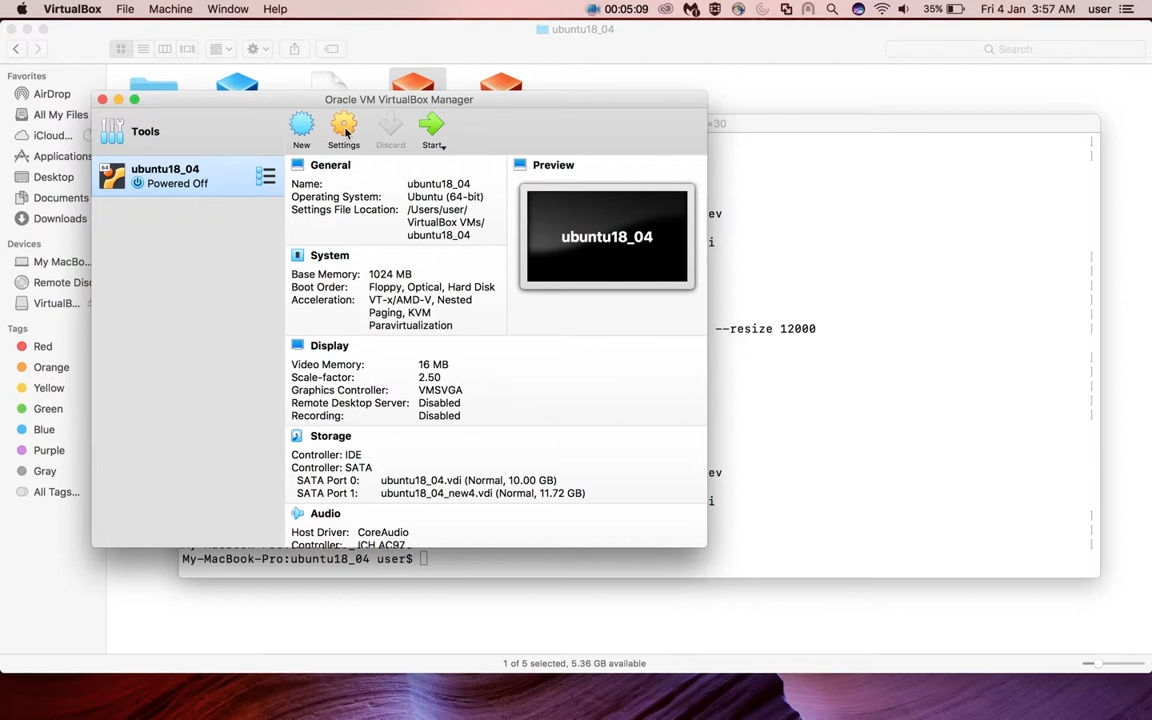 VirtualBox File Machine Window Help 00:05:09 35% Fri 4 Jan 3:57 AM user
ubuntu18_04
Search
Favorites
AirDrop
All My Files
iCloud...
Applications
Desktop
Documents
Downloads
Devices
My MacBo...
Remote Disc
VirtualB...
Tags
Red
Orange
Yellow
Green
Blue
Purple
Gray
All Tags...
Oracle VM VirtualBox Manager
Tools
New Settings Discard Start
64
ubuntu18_04
Powered Off
General
Name: ubuntu18_04
Operating System: Ubuntu (64-bit)
Settings File Location: /Users/user/
VirtualBox VMs/
ubuntu18_04
Preview
ubuntu18_04
System
Base Memory: 1024 MB
Boot Order: Floppy, Optical, Hard Disk
Acceleration: VT-x/AMD-V, Nested
Paging, KVM
Paravirtualization
Display
Video Memory: 16 MB
Scale-factor: 2.50
Graphics Controller: VMSVGA
Remote Desktop Server: Disabled
Recording: Disabled
Storage
Controller: IDE
Controller: SATA
SATA Port 0: ubuntu18_04.vdi (Normal, 10.00 GB)
SATA Port 1: ubuntu18_04_new4.vdi (Normal, 11.72 GB)
Audio
Host Driver: CoreAudio
Controller: ICH AC97
×30
]
]
ev
i
]
]
]
--resize 12000
]
]
]
]
ev
i
]
]
My-MacBook-Pro:ubuntu18_04 user$
1 of 5 selected, 5.36 GB available